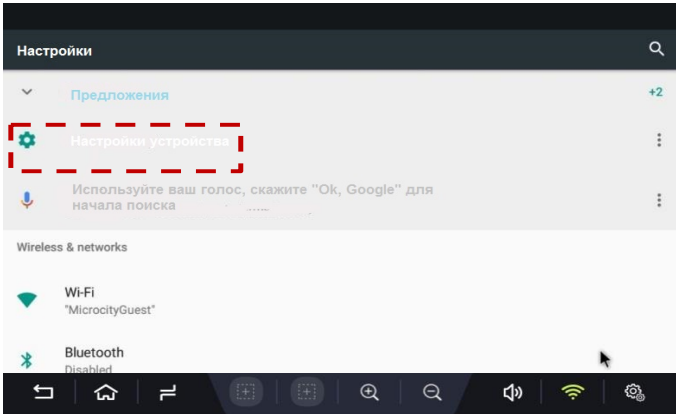 Настройки
Предложения
+2
Настройки устройства
Используйте ваш голос, скажите "Ok, Google" для
начала поиска
Wireless & networks
Wi-Fi
"MicrocityGuest"
Bluetooth
Disabled